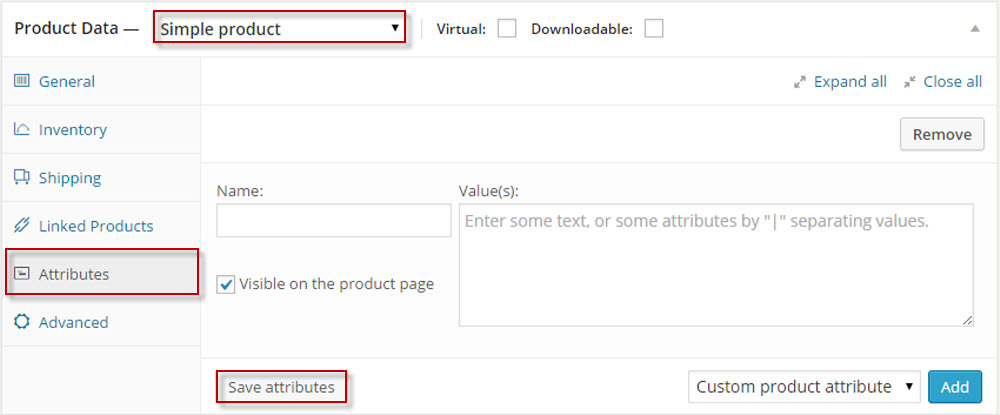 Product Data — Simple product Virtual: Downloadable:
General
Expand all Close all
Inventory
Remove
Shipping
Name: Value(s):
Linked Products
Enter some text, or some attributes by "|" separating values.
Attributes
Visible on the product page
Advanced
Save attributes
Custom product attribute Add